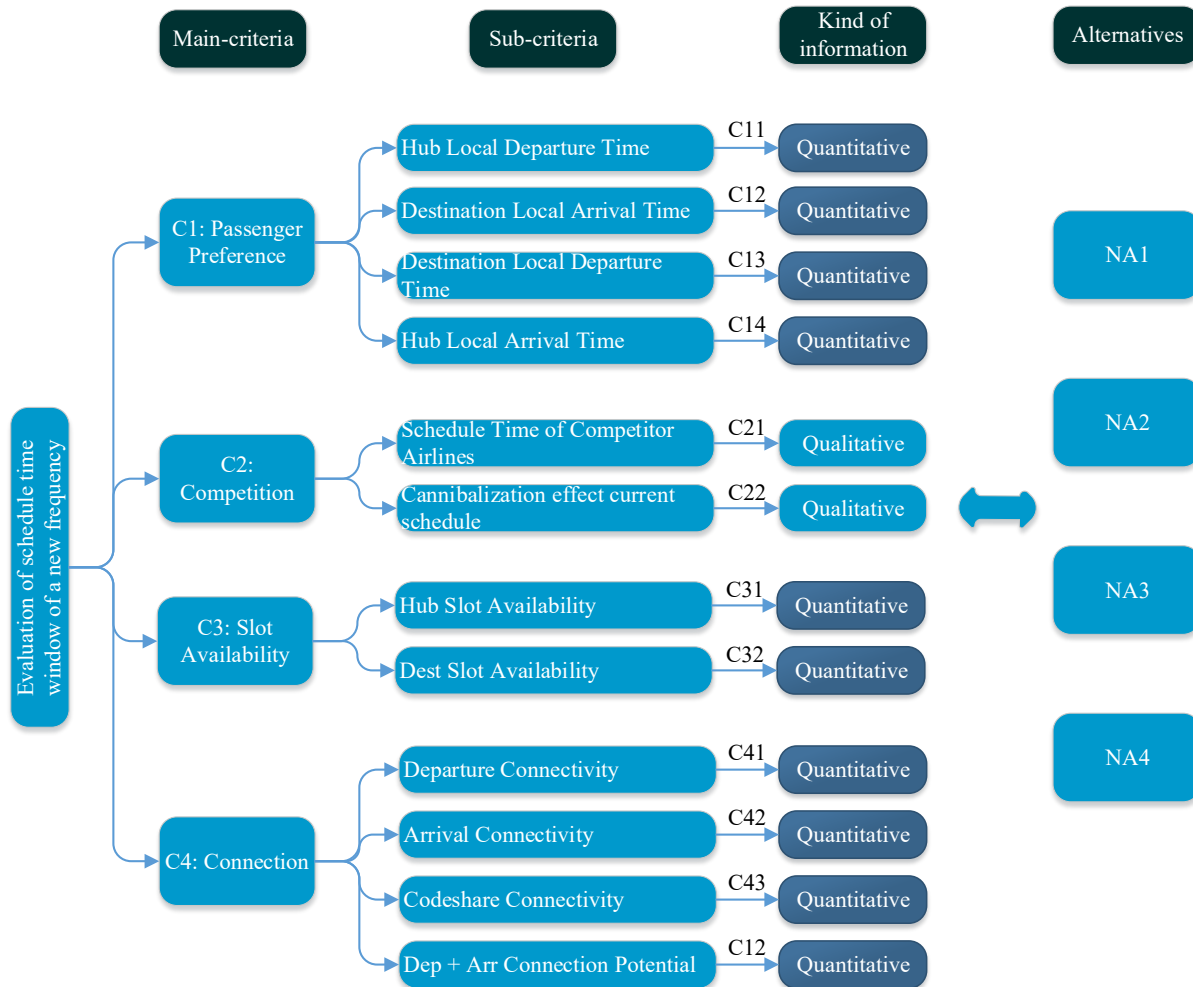 Main-criteria
Sub-criteria
Kind of
information
Alternatives
Evaluation of schedule time
window of a new frequency
C1: Passenger
Preference
Hub Local Departure Time
C11
Quantitative
Destination Local Arrival Time
C12
Quantitative
Destination Local Departure
Time
C13
Quantitative
Hub Local Arrival Time
C14
Quantitative
C2:
Competition
Schedule Time of Competitor
Airlines
C21
Qualitative
Cannibalization effect current
schedule
C22
Qualitative
C3: Slot
Availability
Hub Slot Availability
C31
Quantitative
Dest Slot Availability
C32
Quantitative
C4: Connection
Departure Connectivity
C41
Quantitative
Arrival Connectivity
C42
Quantitative
Codeshare Connectivity
C43
Quantitative
Dep + Arr Connection Potential
C12
Quantitative
NA1
NA2
NA3
NA4